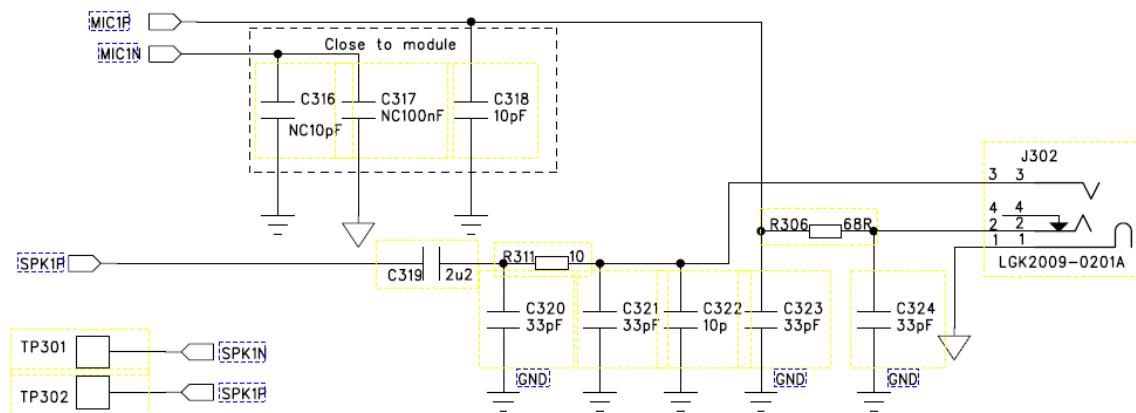 MIC1P
MIC1N
Close to module
C316
NC10pF
C317
NC100nF
C318
10pF
J302
3 3
4 4
2 2
1 1
LGK2009-0201A
R306 68R
SPK1P
C319 2u2
R311 10
C320
33pF
C321
33pF
C322
10p
C323
33pF
C324
33pF
GND
GND
GND
TP301
SPK1N
TP302
SPK1P